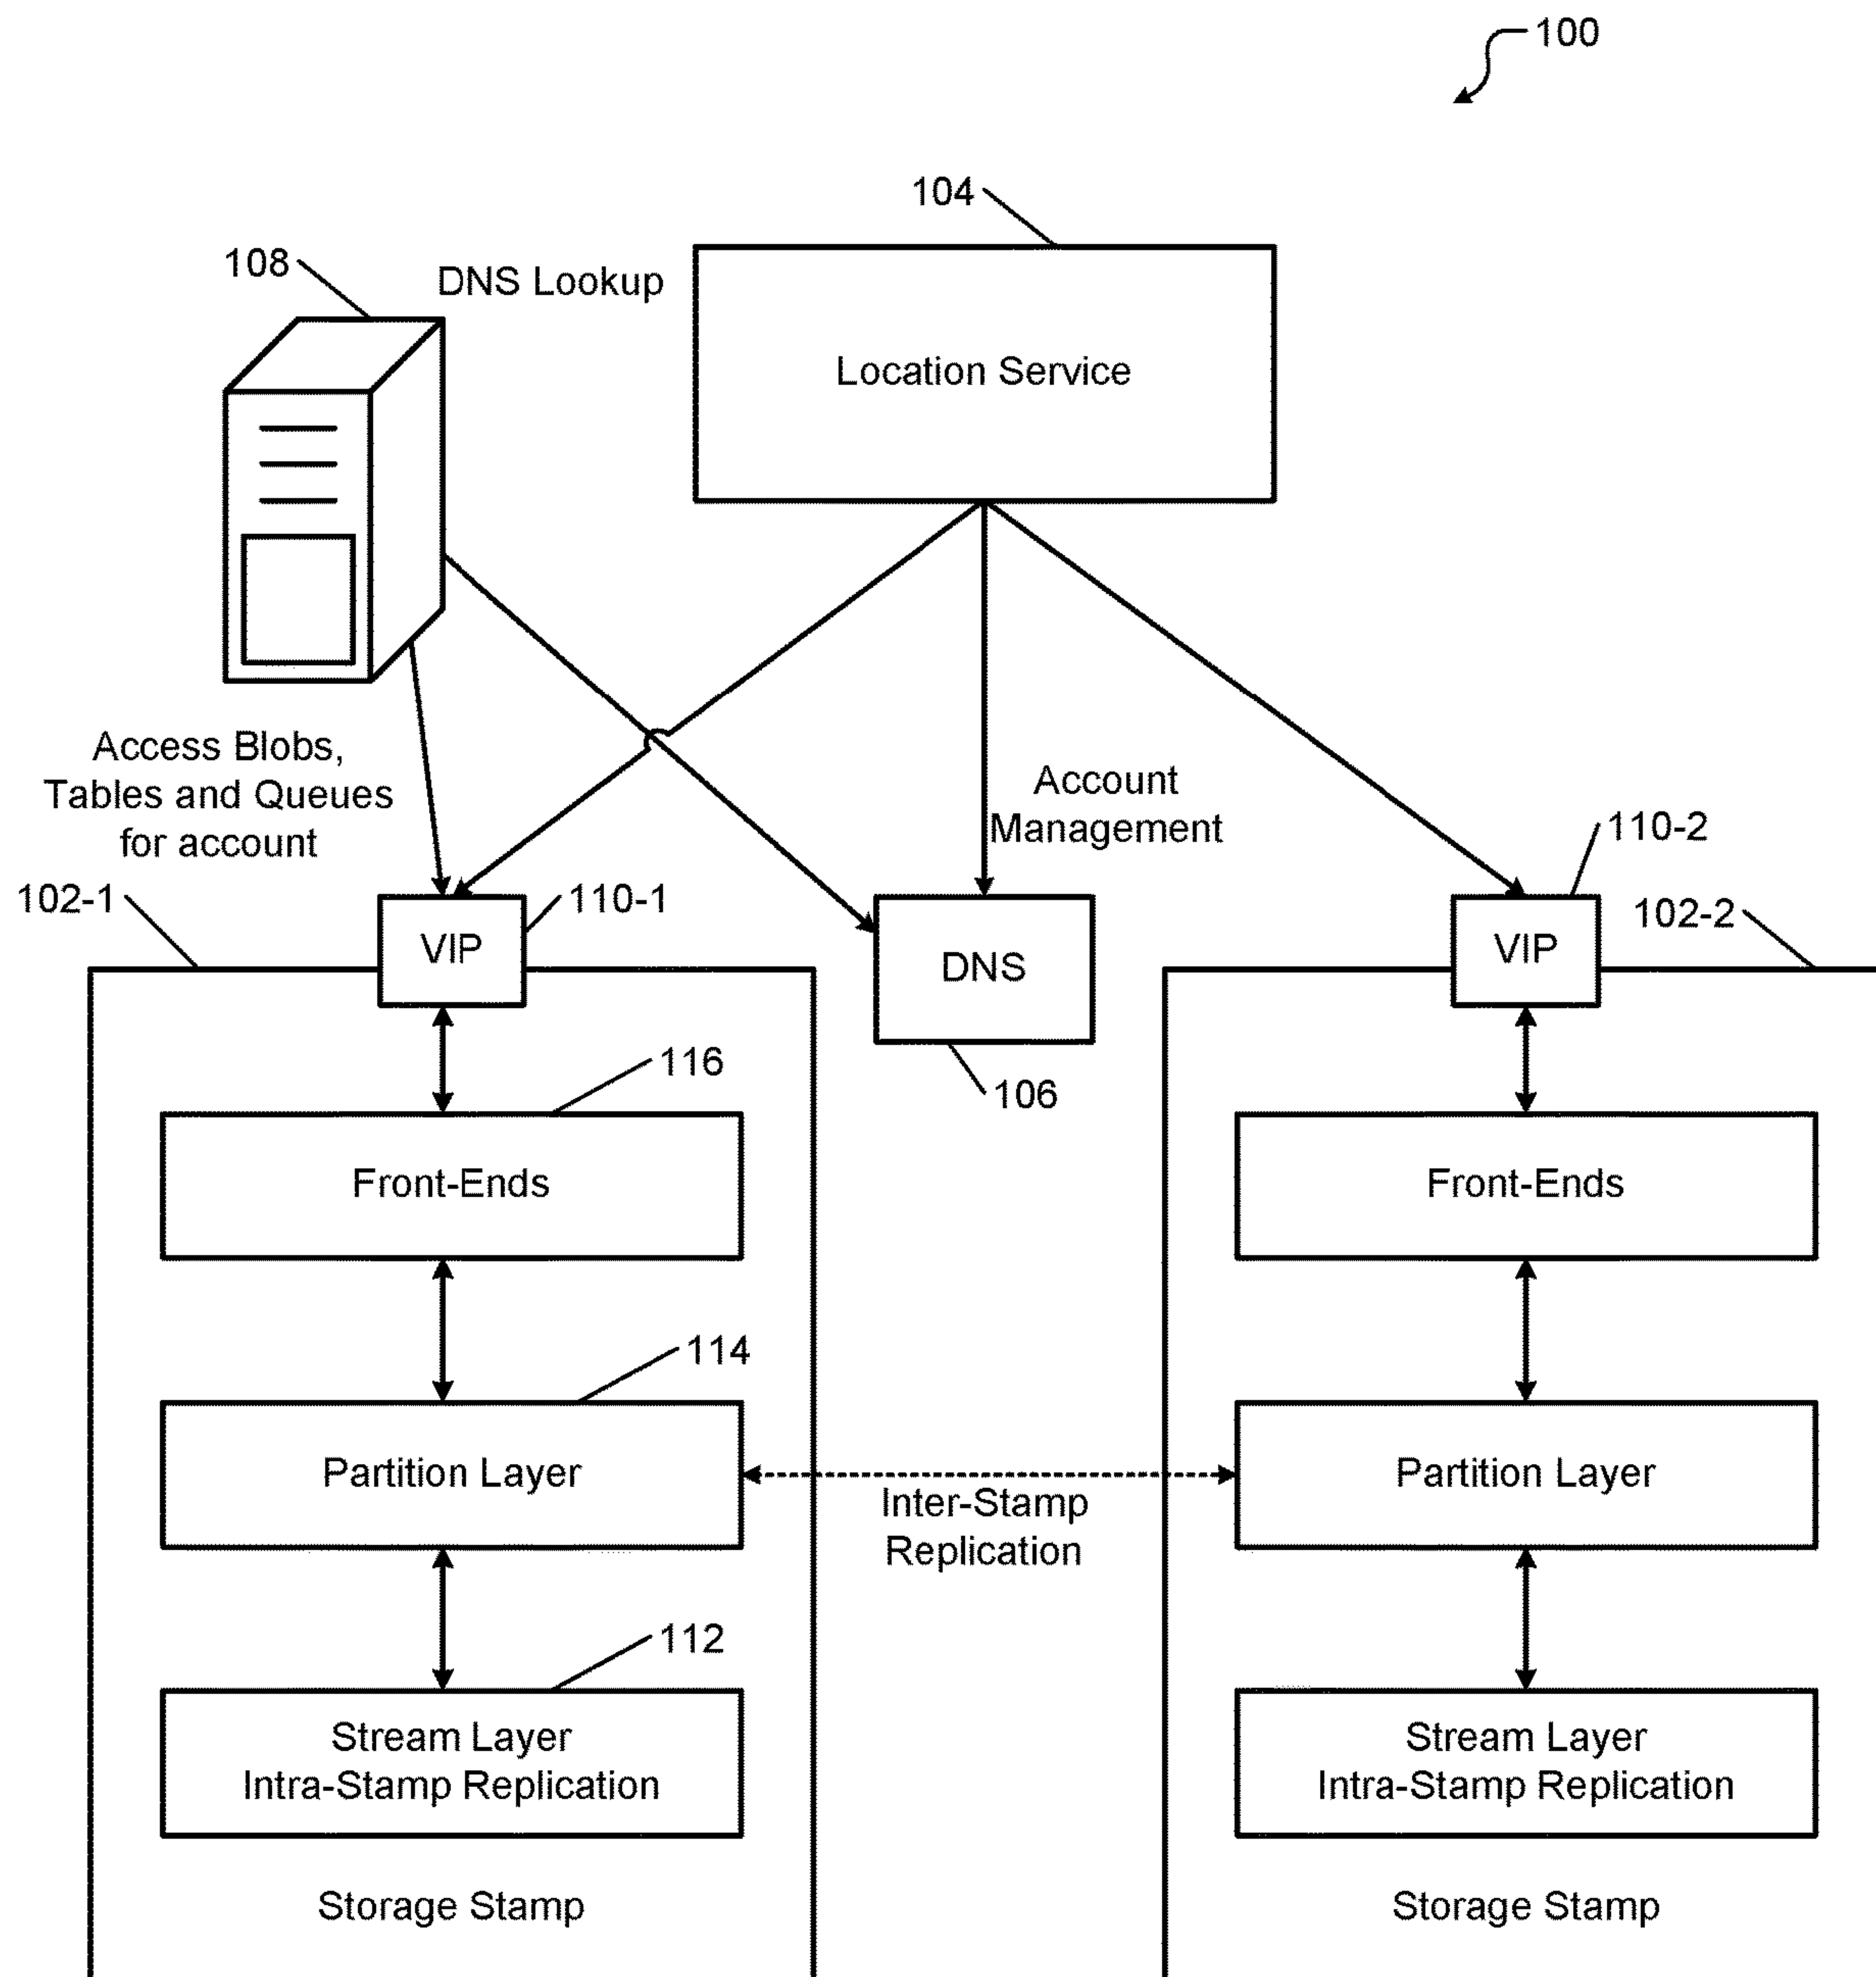 100
104
108
DNS Lookup
Location Service
Access Blobs,
Tables and Queues
for account
Account
Management
110-2
102-1
110-1
102-2
VIP
DNS
VIP
116
106
Front-Ends
Front-Ends
114
Partition Layer
Partition Layer
Inter-Stamp
Replication
112
Stream Layer
Intra-Stamp Replication
Stream Layer
Intra-Stamp Replication
Storage Stamp
Storage Stamp